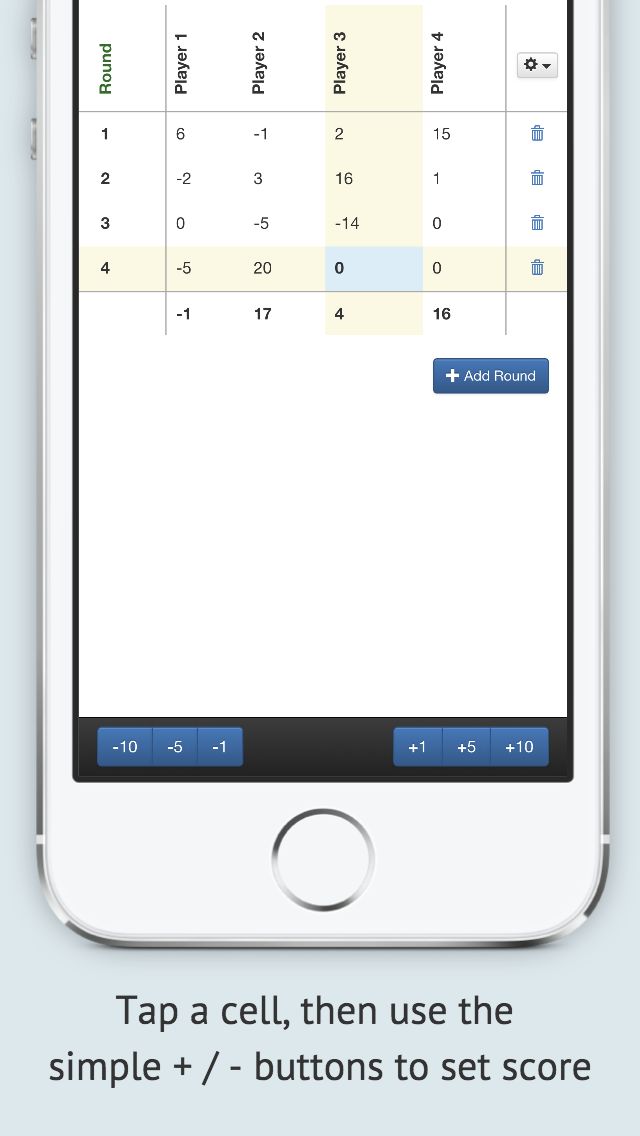 Round Player 1 Player 2 Player 3 Player 4
1 6 -1 2 15
2 -2 3 16 1
3 0 -5 -14 0
4 -5 20 0 0
-1 17 4 16
Add Round
-10 -5 -1 +1 +5 +10
Tap a cell, then use the
simple + / - buttons to set score